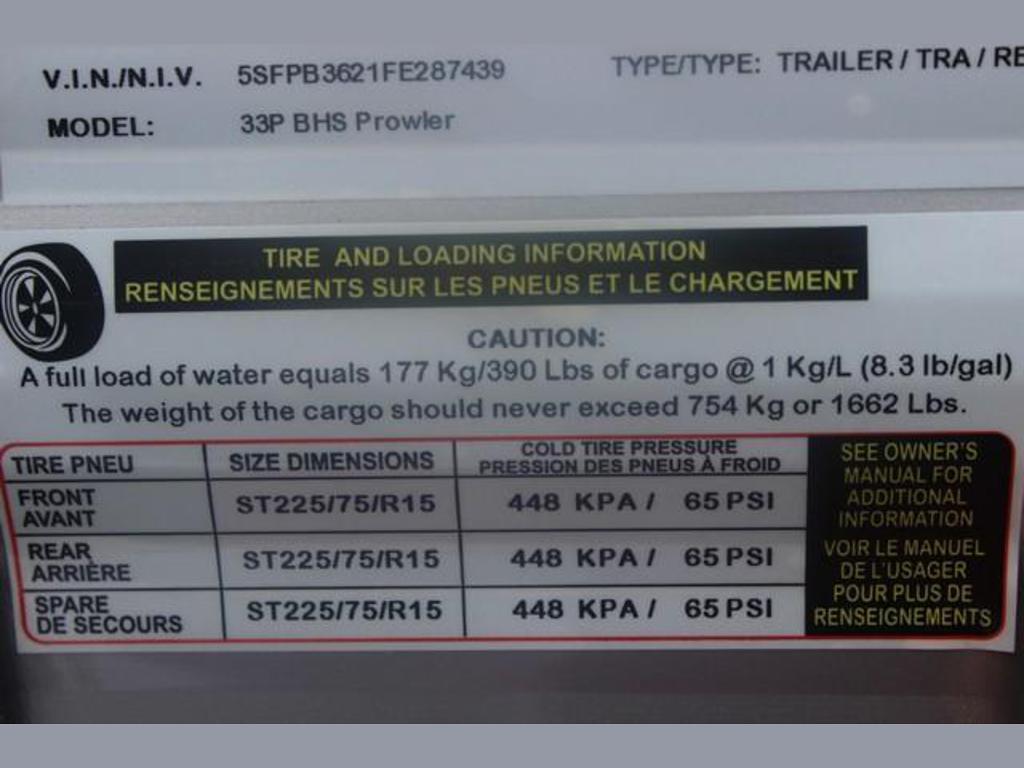 V.I.N./N.I.V. 5SFPB3621FE287439 TYPE/TYPE: TRAILER / TRA / RE
MODEL: 33P BHS Prowler
TIRE AND LOADING INFORMATION
RENSEIGNEMENTS SUR LES PNEUS ET LE CHARGEMENT
CAUTION:
A full load of water equals 177 Kg/390 Lbs of cargo @ 1 Kg/L (8.3 lb/gal)
The weight of the cargo should never exceed 754 Kg or 1662 Lbs.
TIRE PNEU
SIZE DIMENSIONS
COLD TIRE PRESSURE
PRESSION DES PNEUS À FROID
FRONT
AVANT
ST225/75/R15
448 KPA / 65 PSI
REAR
ARRIÈRE
ST225/75/R15
448 KPA / 65 PSI
SPARE
DE SECOURS
ST225/75/R15
448 KPA / 65 PSI
SEE OWNER'S
MANUAL FOR
ADDITIONAL
INFORMATION
VOIR LE MANUEL
DE L'USAGER
POUR PLUS DE
RENSEIGNEMENTS